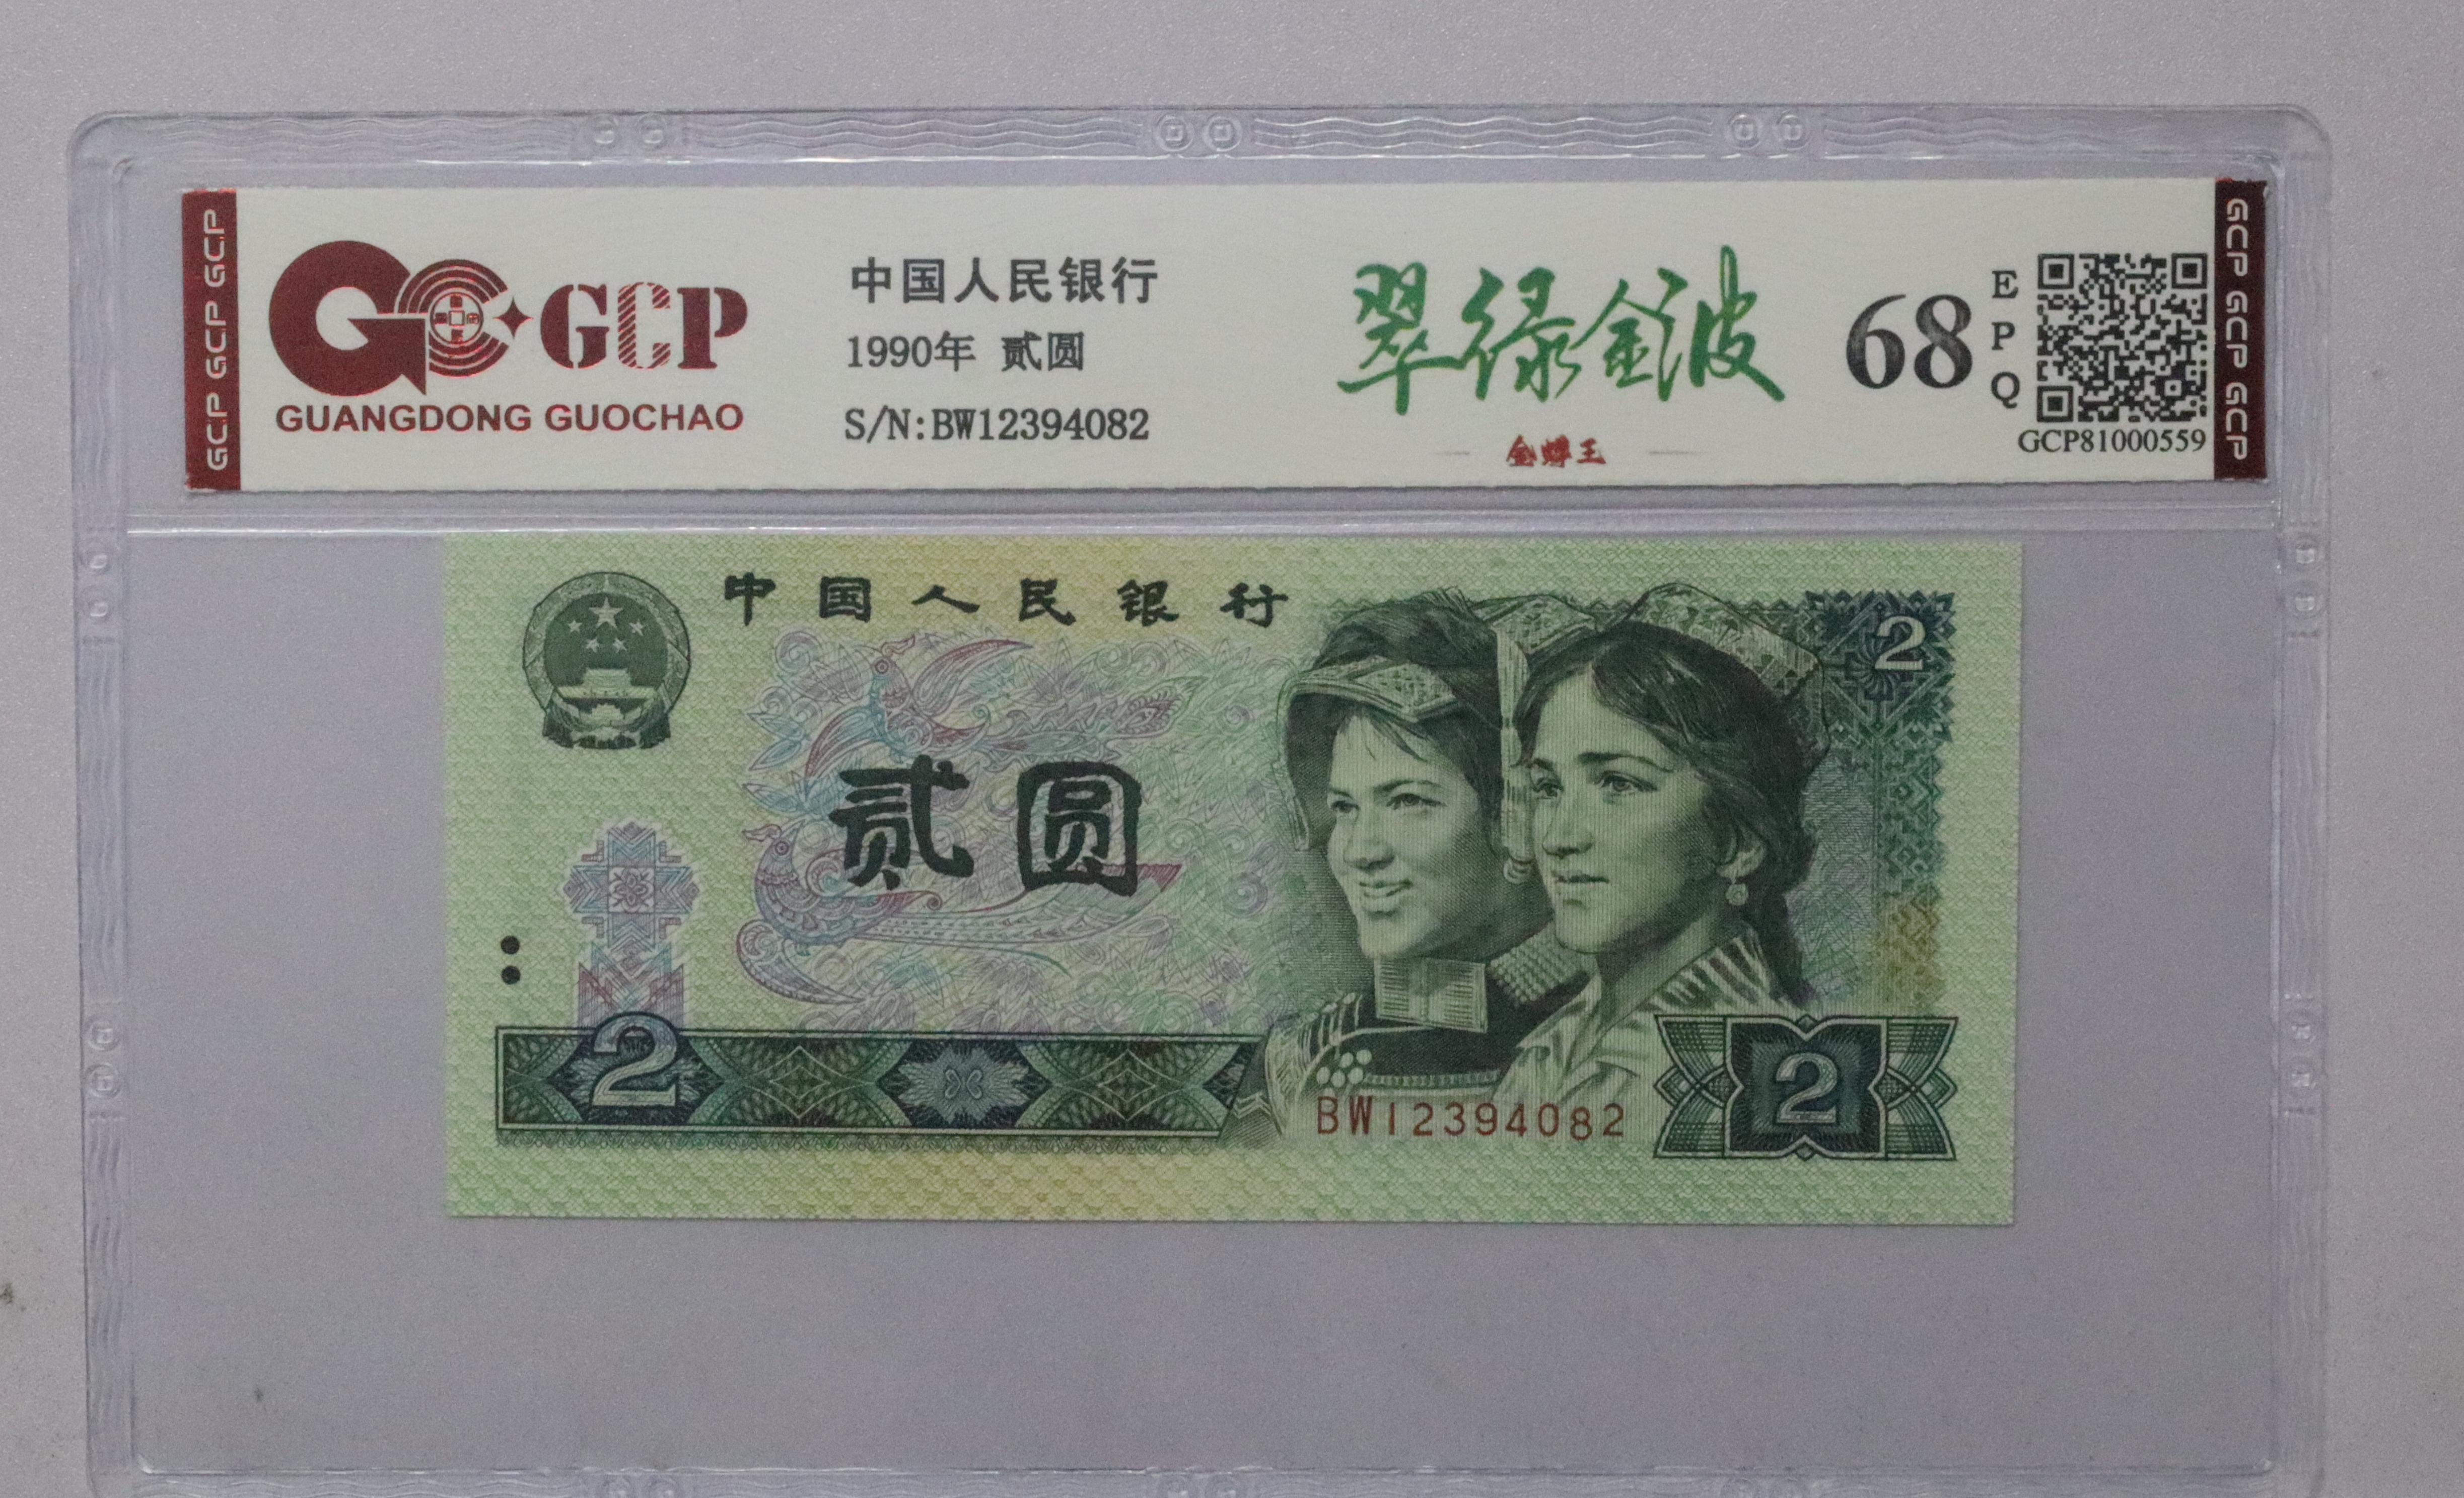 GCP GCP GCP
GCP
GUANGDONG GUOCHAO
中国人民银行
1990年 贰圆
S/N:BW12394082
翠绿金波
金蝉王
68
EPQ
GCP81000559
GCP GCP GCP
中国人民银行
2
贰圆
2
BW12394082
2